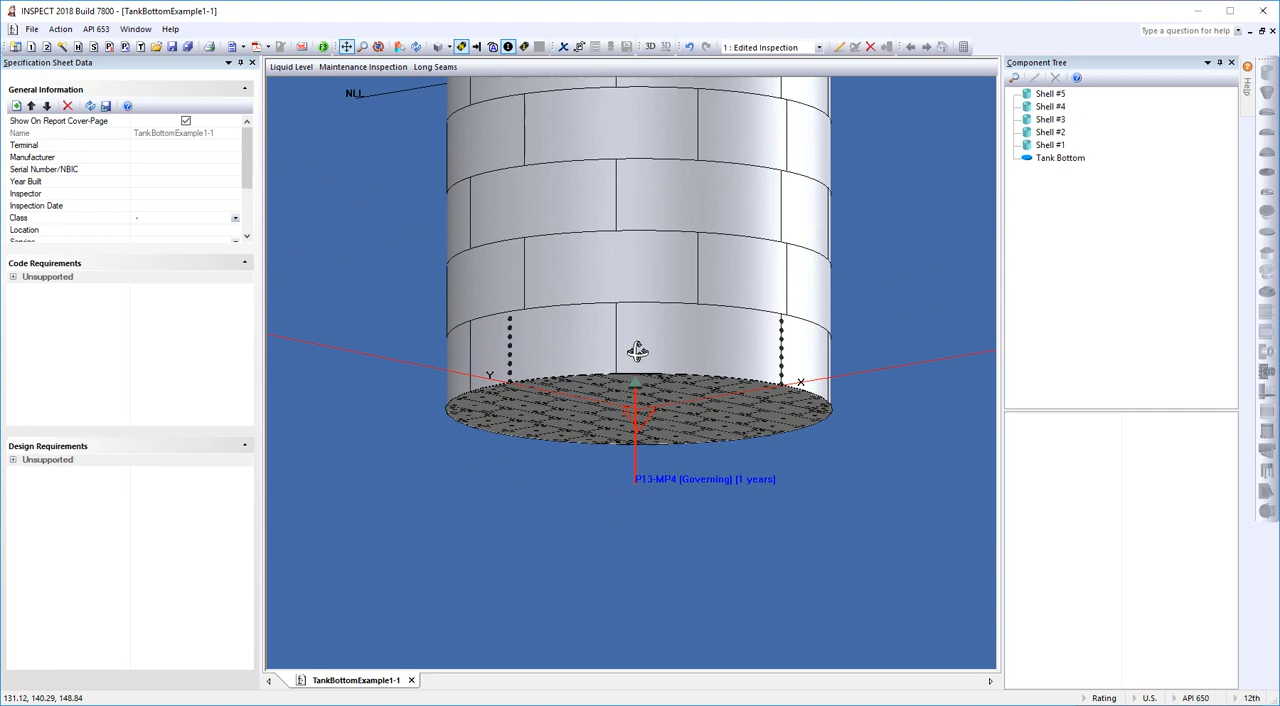 INSPECT 2018 Build 7800 - [TankBottomExample1-1]
File Action API 653 Window Help
Type a question for help
1 : Edited Inspection
3D 3D
Specification Sheet Data
General Information
Show On Report Cover-Page
Name TankBottomExample1-1
Terminal
Manufacturer
Serial Number/NBIC
Year Built
Inspector
Inspection Date
Class -
Location
Code Requirements
Unsupported
Design Requirements
Unsupported
Liquid Level Maintenance Inspection Long Seams
NLL
Y
X
P13-MP4 (Governing) (1 years)
TankBottomExample1-1
Component Tree
Shell #5
Shell #4
Shell #3
Shell #2
Shell #1
Tank Bottom
Help
131.12, 140.29, 148.84
Rating U.S. API 650 12th